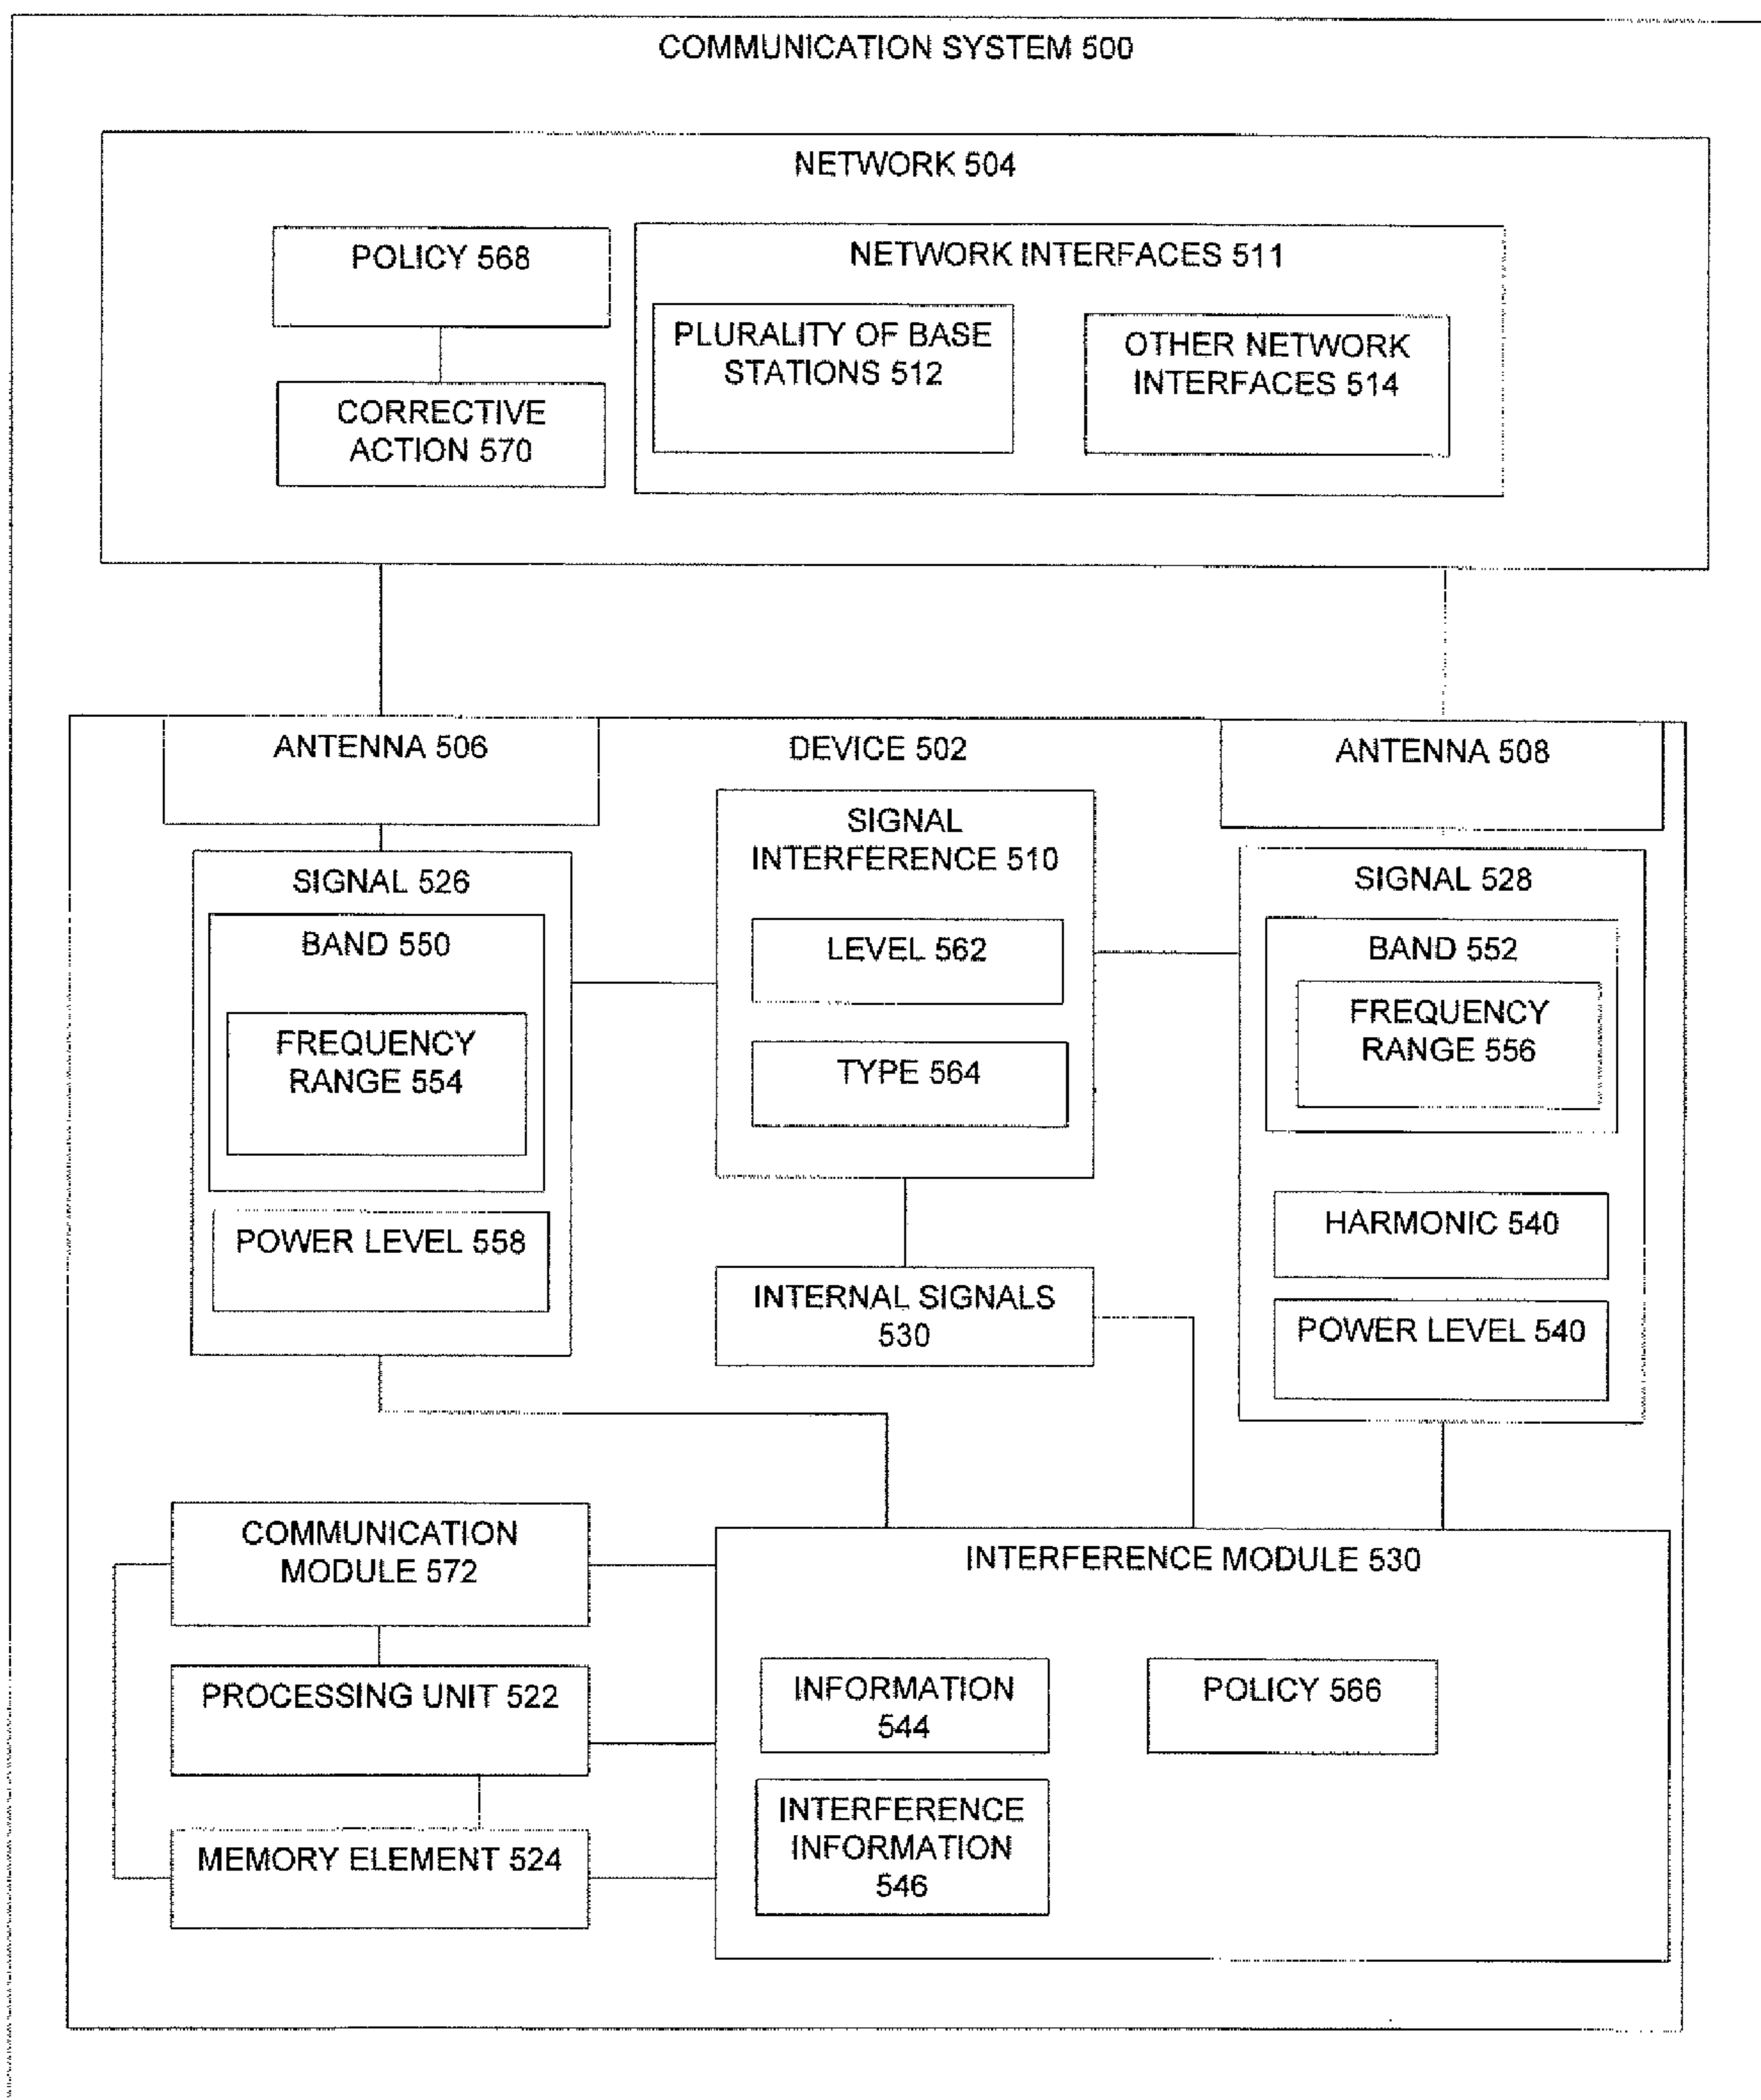 COMMUNICATION SYSTEM 500
NETWORK 504
POLICY 568
CORRECTIVE
ACTION 570
NETWORK INTERFACES 511
PLURALITY OF BASE
STATIONS 512
OTHER NETWORK
INTERFACES 514
ANTENNA 506
DEVICE 502
ANTENNA 508
SIGNAL 526
BAND 550
FREQUENCY
RANGE 554
POWER LEVEL 558
SIGNAL
INTERFERENCE 510
LEVEL 562
TYPE 564
INTERNAL SIGNALS
530
SIGNAL 528
BAND 552
FREQUENCY
RANGE 556
HARMONIC 540
POWER LEVEL 540
COMMUNICATION
MODULE 572
PROCESSING UNIT 522
MEMORY ELEMENT 524
INTERFERENCE MODULE 530
INFORMATION
544
POLICY 566
INTERFERENCE
INFORMATION
546